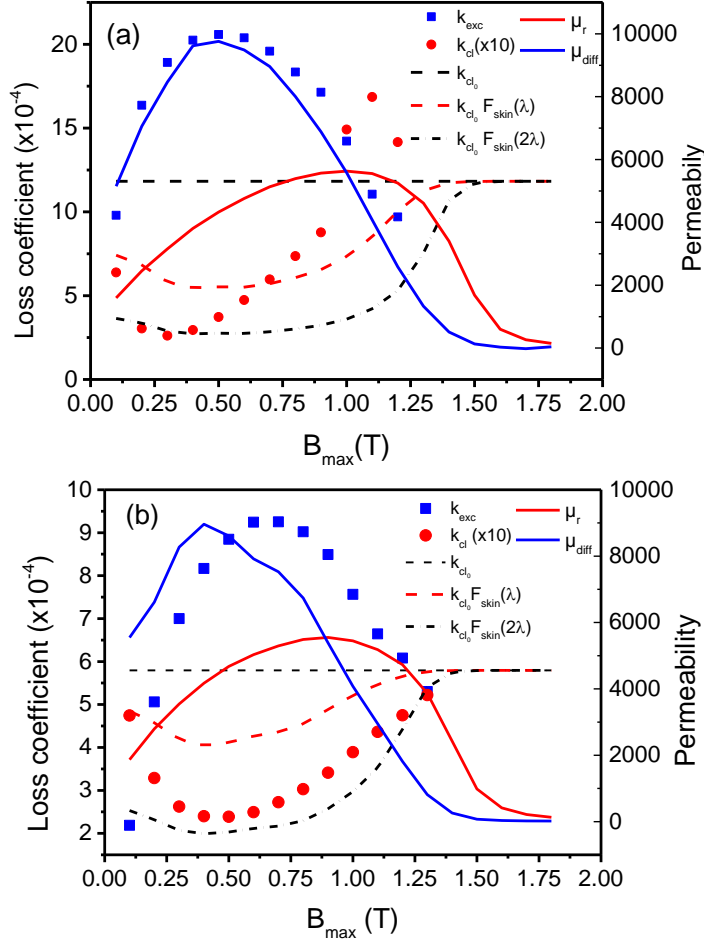 (a)
k_exc
k_cl(x10)
k_cl₀
k_cl₀ F_skin(λ)
k_cl₀ F_skin(2λ)
μ_r
μ_diff
20
15
10
5
0
Loss coefficient (x10⁻⁴)
10000
8000
6000
4000
2000
0
Permeabily
0.00 0.25 0.50 0.75 1.00 1.25 1.50 1.75 2.00
B_max(T)
(b)
k_exc
k_cl (x10)
k_cl₀
k_cl₀F_skin(λ)
k_cl₀F_skin(2λ)
μ_r
μ_diff
10
9
8
7
6
5
4
3
2
Loss coefficient (x10⁻⁴)
10000
8000
6000
4000
2000
0
Permeability
0.00 0.25 0.50 0.75 1.00 1.25 1.50 1.75 2.00
B_max (T)